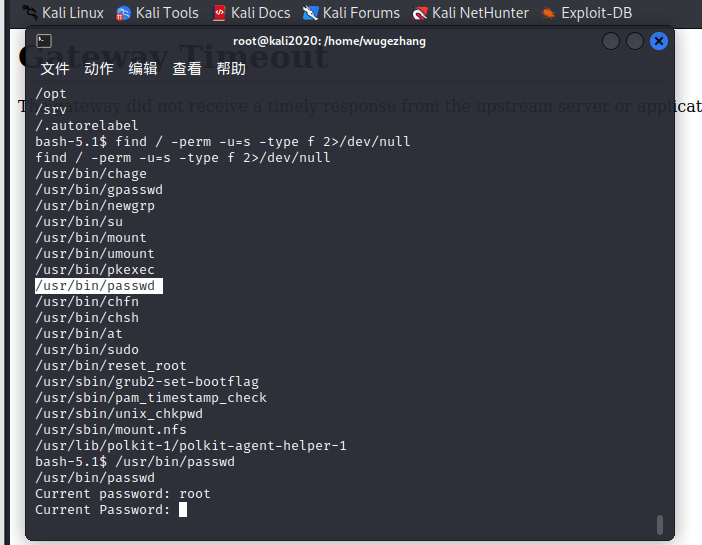 Kali Linux Kali Tools Kali Docs Kali Forums Kali NetHunter Exploit-DB
root@kali2020: /home/wugezhang
Gateway Timeout
文件 动作 编辑 查看 帮助
/opt
/srv
The gateway did not receive a timely response from the upstream server or applicat
/.autorelabel
bash-5.1$ find / -perm -u=s -type f 2>/dev/null
find / -perm -u=s -type f 2>/dev/null
/usr/bin/chage
/usr/bin/gpasswd
/usr/bin/newgrp
/usr/bin/su
/usr/bin/mount
/usr/bin/umount
/usr/bin/pkexec
/usr/bin/passwd
/usr/bin/chfn
/usr/bin/chsh
/usr/bin/at
/usr/bin/sudo
/usr/bin/reset_root
/usr/sbin/grub2-set-bootflag
/usr/sbin/pam_timestamp_check
/usr/sbin/unix_chkpwd
/usr/sbin/mount.nfs
/usr/lib/polkit-1/polkit-agent-helper-1
bash-5.1$ /usr/bin/passwd
/usr/bin/passwd
Current password: root
Current Password: